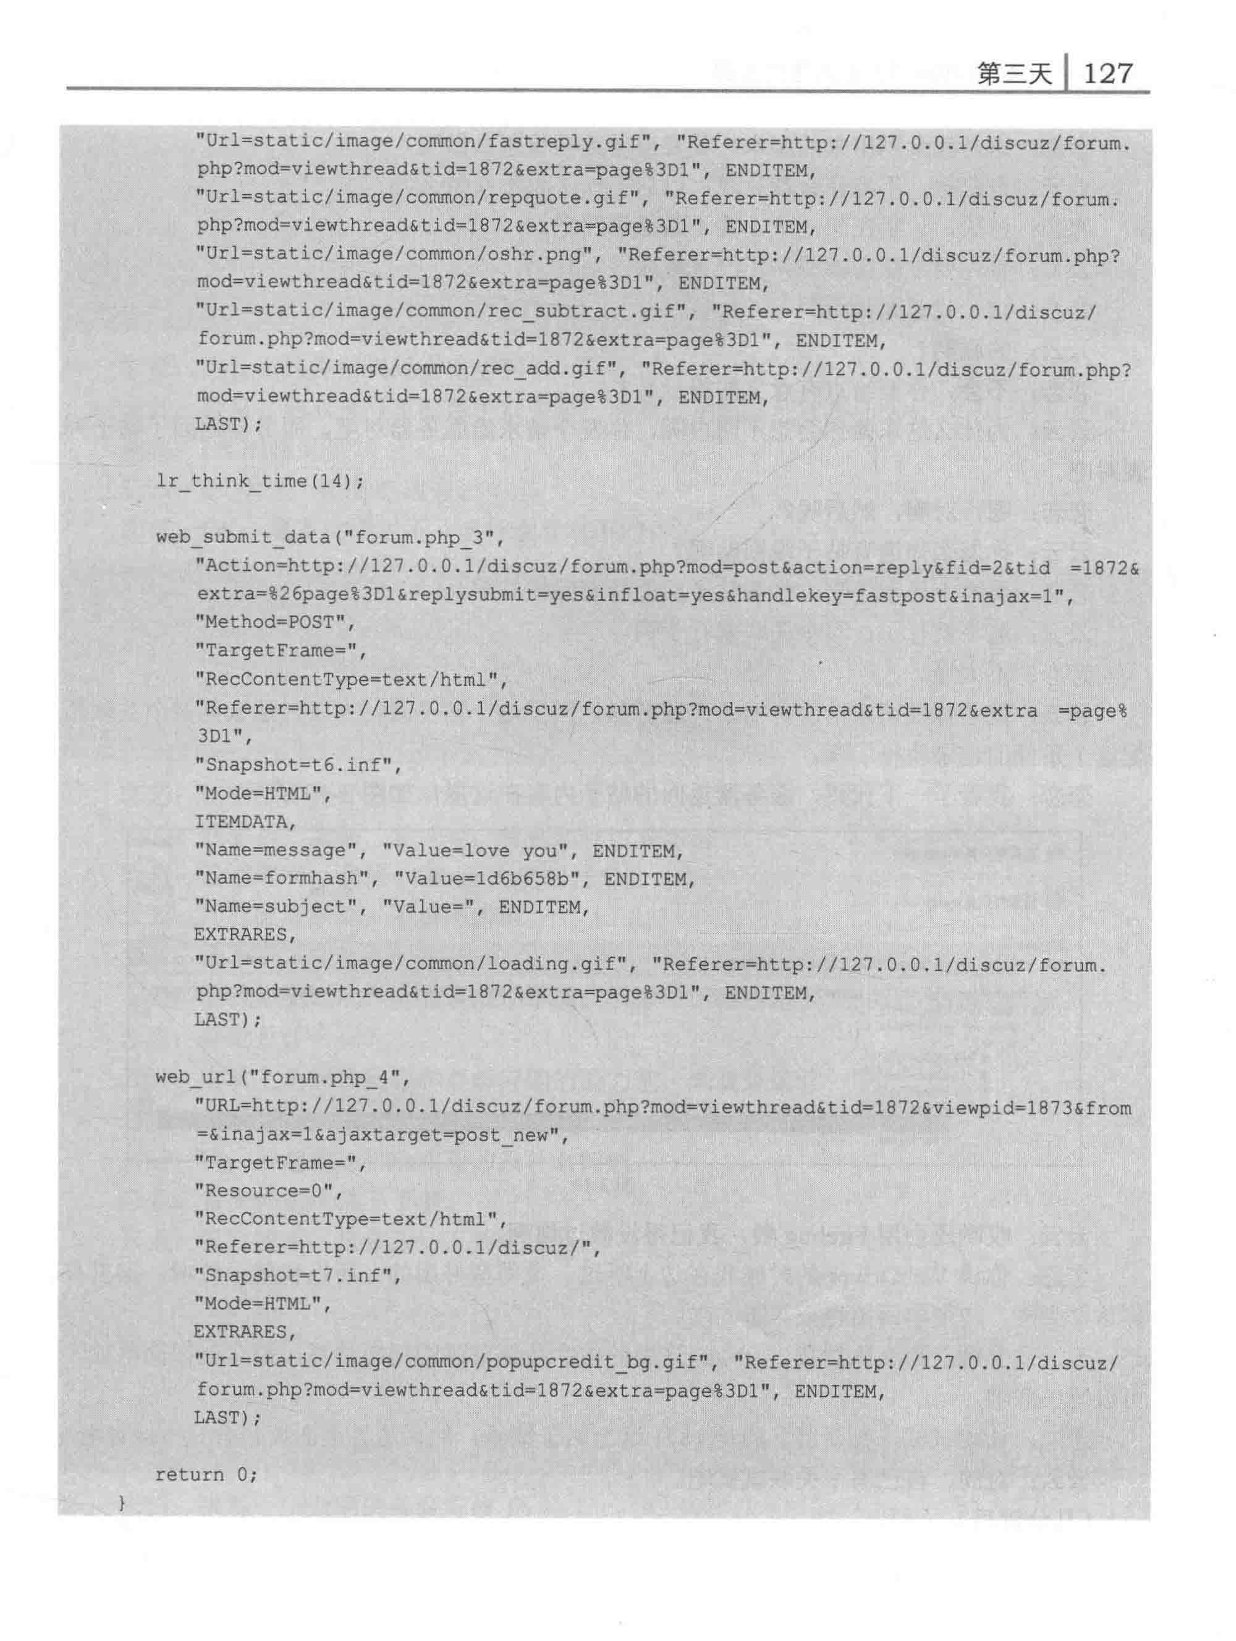 第三天 127
"Url=static/image/common/fastreply.gif", "Referer=http://127.0.0.1/discuz/forum.
php?mod=viewthread&tid=1872&extra=page%3D1", ENDITEM,
"Url=static/image/common/repquote.gif", "Referer=http://127.0.0.1/discuz/forum.
php?mod=viewthread&tid=1872&extra=page%3D1", ENDITEM,
"Url=static/image/common/oshr.png", "Referer=http://127.0.0.1/discuz/forum.php?
mod=viewthread&tid=1872&extra=page%3D1", ENDITEM,
"Url=static/image/common/rec_subtract.gif", "Referer=http://127.0.0.1/discuz/
forum.php?mod=viewthread&tid=1872&extra=page%3D1", ENDITEM,
"Url=static/image/common/rec_add.gif", "Referer=http://127.0.0.1/discuz/forum.php?
mod=viewthread&tid=1872&extra=page%3D1", ENDITEM,
LAST);
lr_think_time(14);
web_submit_data("forum.php_3",
"Action=http://127.0.0.1/discuz/forum.php?mod=post&action=reply&fid=2&tid =1872&
extra=%26page%3D1&replysubmit=yes&infloat=yes&handlekey=fastpost&inajax=1",
"Method=POST",
"TargetFrame=",
"RecContentType=text/html",
"Referer=http://127.0.0.1/discuz/forum.php?mod=viewthread&tid=1872&extra =page%
3D1",
"Snapshot=t6.inf",
"Mode=HTML",
ITEMDATA,
"Name=message", "Value=love you", ENDITEM,
"Name=formhash", "Value=1d6b658b", ENDITEM,
"Name=subject", "Value=", ENDITEM,
EXTRARES,
"Url=static/image/common/loading.gif", "Referer=http://127.0.0.1/discuz/forum.
php?mod=viewthread&tid=1872&extra=page%3D1", ENDITEM,
LAST);
web_url("forum.php_4",
"URL=http://127.0.0.1/discuz/forum.php?mod=viewthread&tid=1872&viewpid=1873&from
=&inajax=1&ajaxtarget=post_new",
"TargetFrame=",
"Resource=0",
"RecContentType=text/html",
"Referer=http://127.0.0.1/discuz/",
"Snapshot=t7.inf",
"Mode=HTML",
EXTRARES,
"Url=static/image/common/popupcredit_bg.gif", "Referer=http://127.0.0.1/discuz/
forum.php?mod=viewthread&tid=1872&extra=page%3D1", ENDITEM,
LAST);
return 0;
}